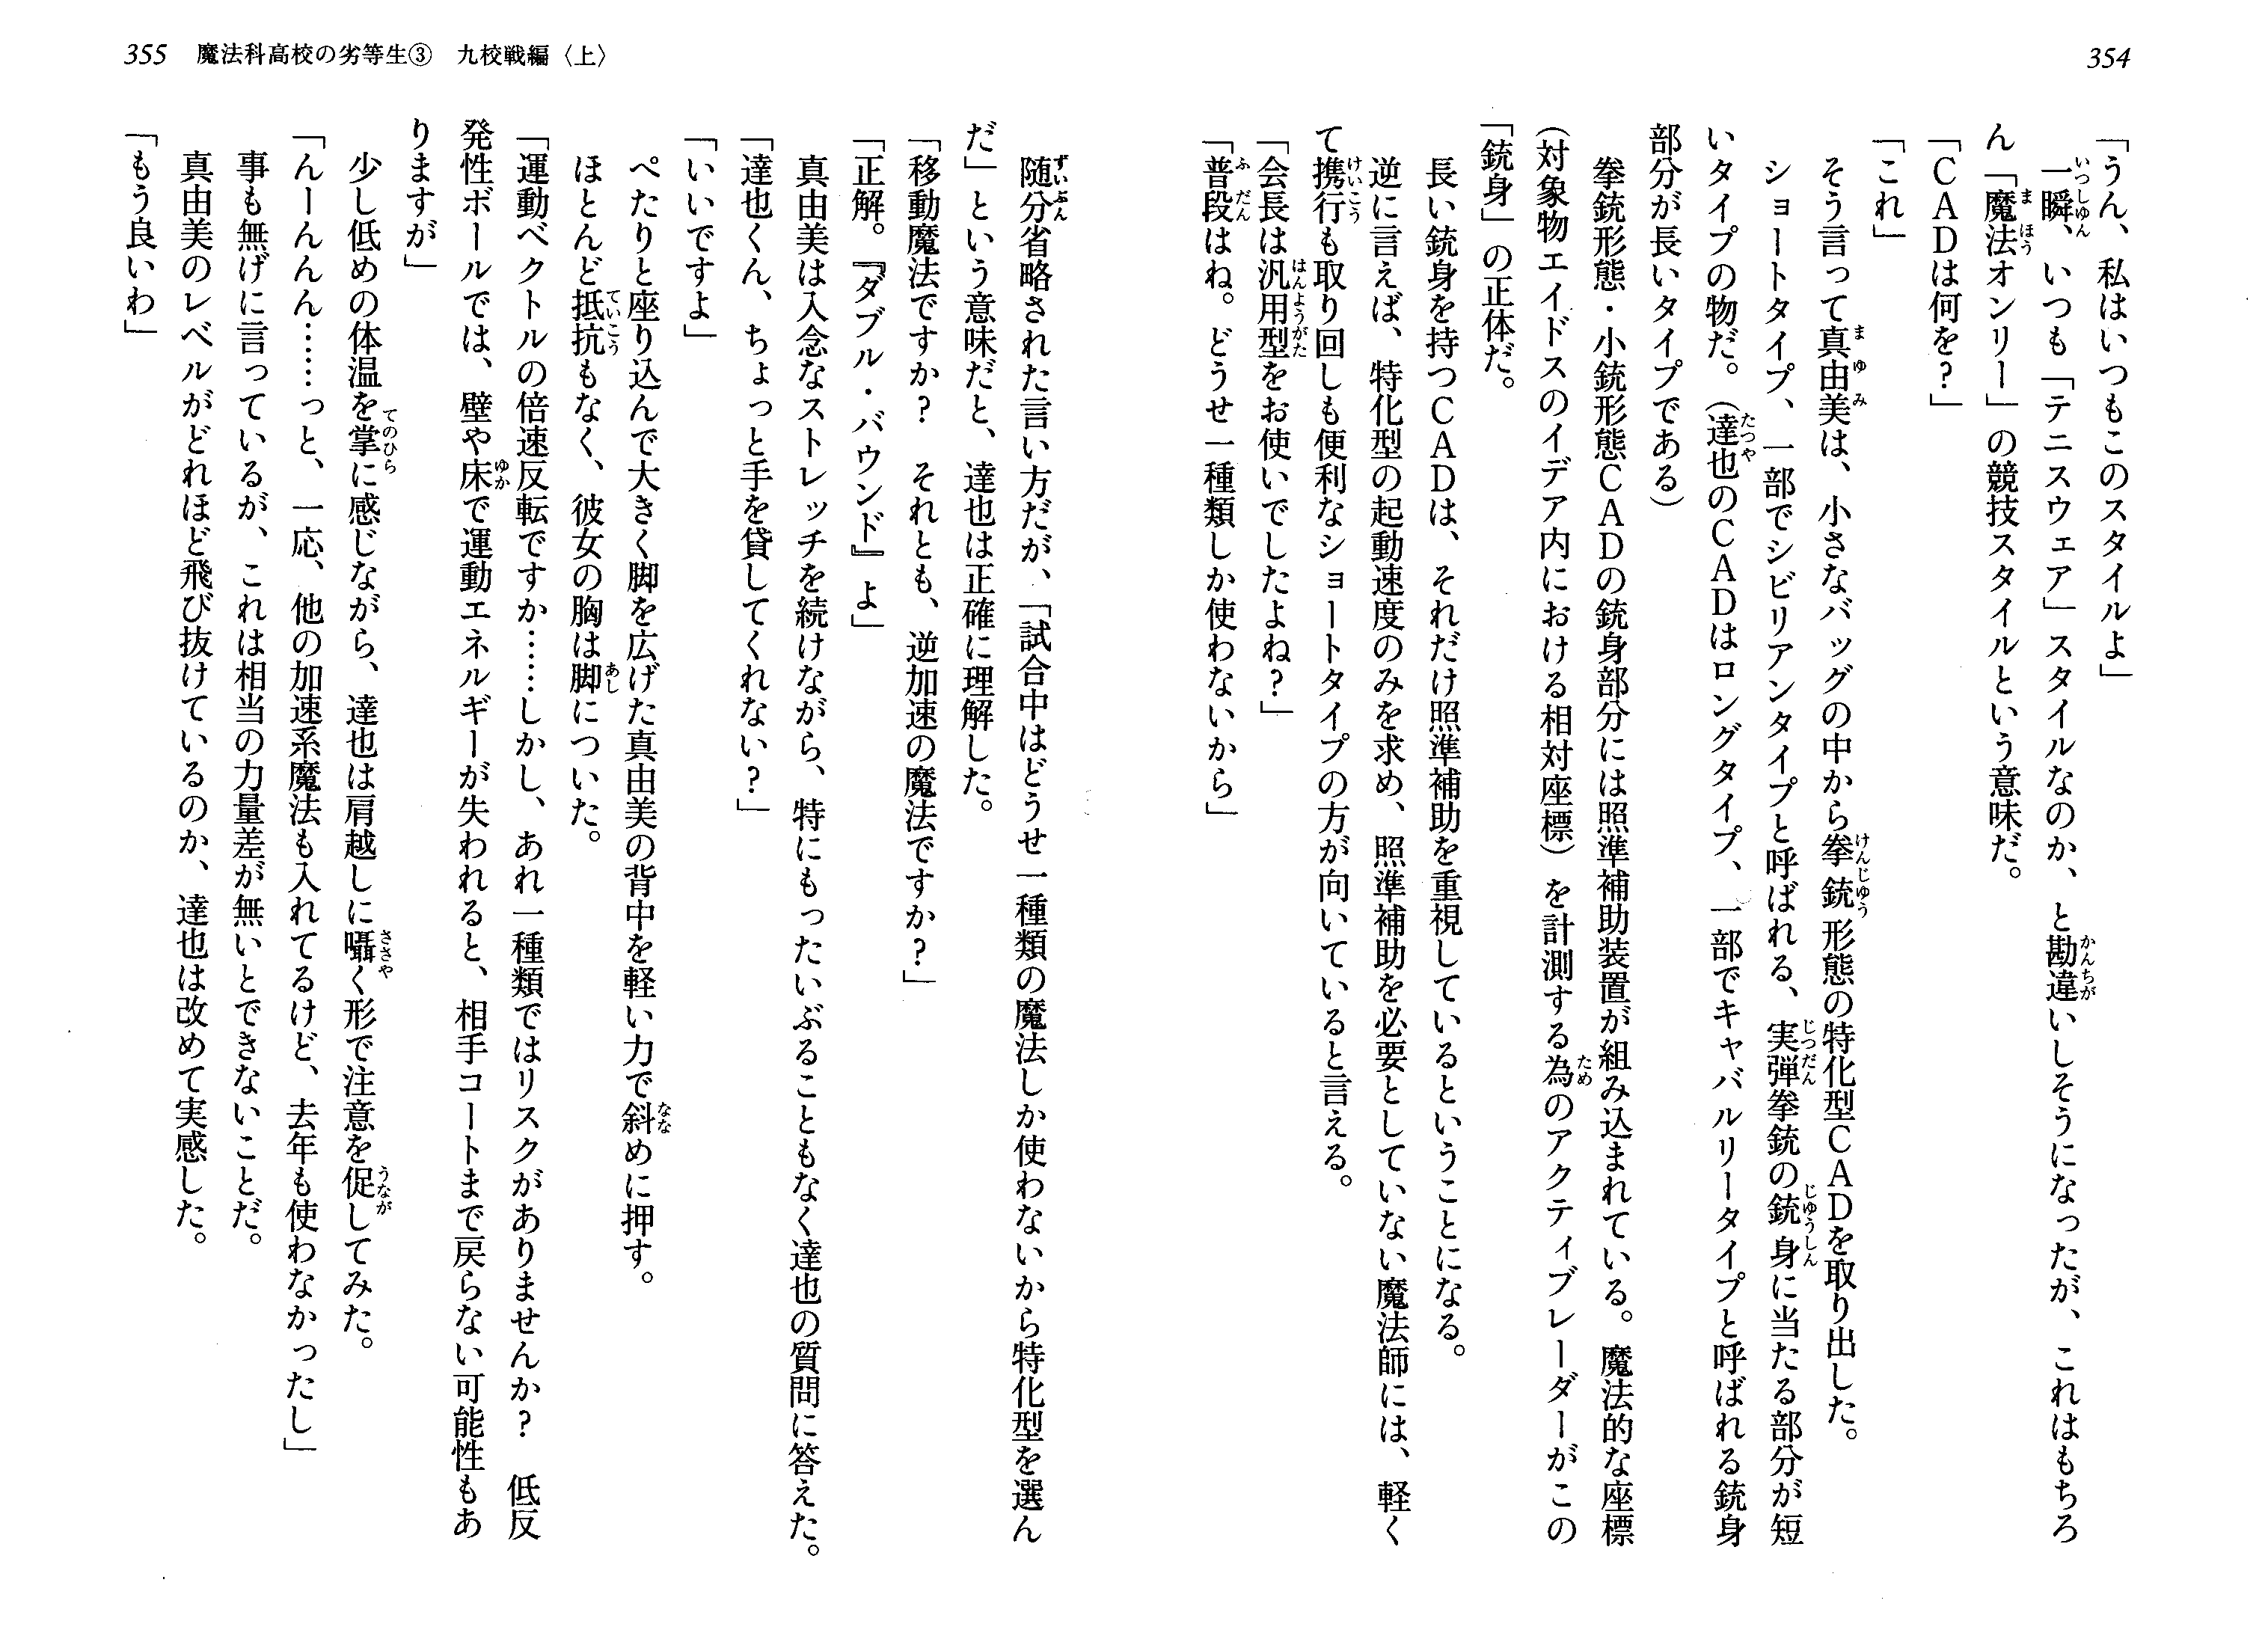 354
「うん、私はいつもこのスタイルよ」
一瞬、いつも「テニスウェア」スタイルなのか、と勘違いしそうになったが、これはもちろ
ん「魔法オンリー」の競技スタイルという意味だ。
「ＣＡＤは何を？」
「これ」
そう言って真由美は、小さなバッグの中から拳銃形態の特化型ＣＡＤを取り出した。
ショートタイプ、一部でシビリアンタイプと呼ばれる、実弾拳銃の銃身に当たる部分が短
いタイプの物だ。（達也のＣＡＤはロングタイプ、一部でキャバルリータイプと呼ばれる銃身
部分が長いタイプである）
拳銃形態・小銃形態ＣＡＤの銃身部分には照準補助装置が組み込まれている。魔法的な座標
（対象物エイドスのイデア内における相対座標）を計測する為のアクティブレーダーがこの
「銃身」の正体だ。
長い銃身を持つＣＡＤは、それだけ照準補助を重視しているということになる。
逆に言えば、特化型の起動速度のみを求め、照準補助を必要としていない魔法師には、軽く
て携行も取り回しも便利なショートタイプの方が向いていると言える。
「会長は汎用型をお使いでしたよね？」
「普段はね。どうせ一種類しか使わないから」
355 魔法科高校の劣等生③ 九校戦編〈上〉
随分省略された言い方だが、「試合中はどうせ一種類の魔法しか使わないから特化型を選ん
だ」という意味だと、達也は正確に理解した。
「移動魔法ですか？　それとも、逆加速の魔法ですか？」
「正解。『ダブル・バウンド』よ」
真由美は入念なストレッチを続けながら、特にもったいぶることもなく達也の質問に答えた。
「達也くん、ちょっと手を貸してくれない？」
「いいですよ」
ぺたりと座り込んで大きく脚を広げた真由美の背中を軽い力で斜めに押す。
ほとんど抵抗もなく、彼女の胸は脚についた。
「運動ベクトルの倍速反転ですか……しかし、あれ一種類ではリスクがありませんか？　低反
発性ボールでは、壁や床で運動エネルギーが失われると、相手コートまで戻らない可能性もあ
りますが」
少し低めの体温を掌に感じながら、達也は肩越しに囁く形で注意を促してみた。
「んーんんん……っと、一応、他の加速系魔法も入れてるけど、去年も使わなかったし」
事も無げに言っているが、これは相当の力量差が無いとできないことだ。
真由美のレベルがどれほど飛び抜けているのか、達也は改めて実感した。
「もう良いわ」